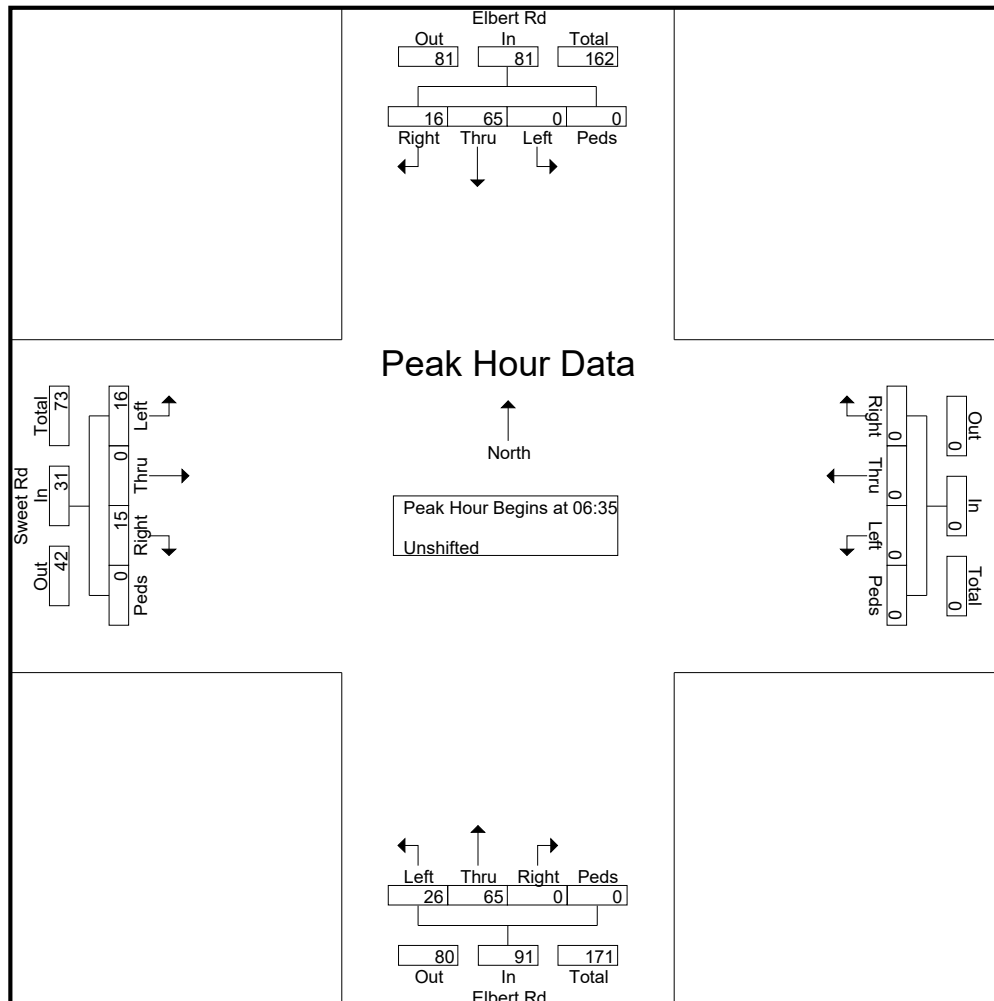 Elbert Rd
Out In Total
81 81 162
16 65 0 0
Right Thru Left Peds
Peak Hour Data
North
Peak Hour Begins at 06:35
Unshifted
Sweet Rd
Total In Out
73 31 42
16 0 15 0
Left Thru Right Peds
Out In Total
0 0 0
0 0 0 0
Right Thru Left Peds
Left Thru Right Peds
26 65 0 0
80 91 171
Out In Total
Elbert Rd